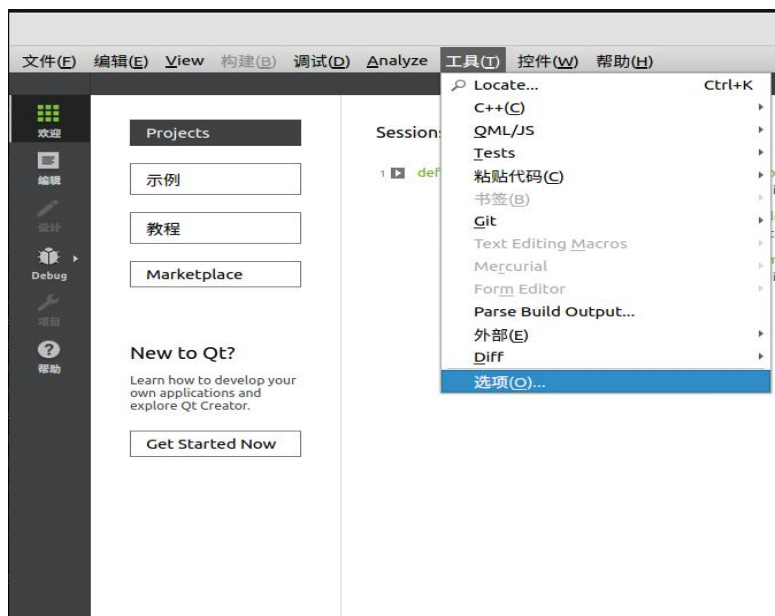 文件(F) 编辑(E) View 构建(B) 调试(D) Analyze 工具(T) 控件(W) 帮助(H)
欢迎
编辑
设计
Debug
项目
帮助
Projects
示例
教程
Marketplace
New to Qt?
Learn how to develop your
own applications and
explore Qt Creator.
Get Started Now
Session
1 def
Locate... Ctrl+K
C++(C)
QML/JS
Tests
粘贴代码(C)
书签(B)
Git
Text Editing Macros
Mercurial
Form Editor
Parse Build Output...
外部(E)
Diff
选项(O)...